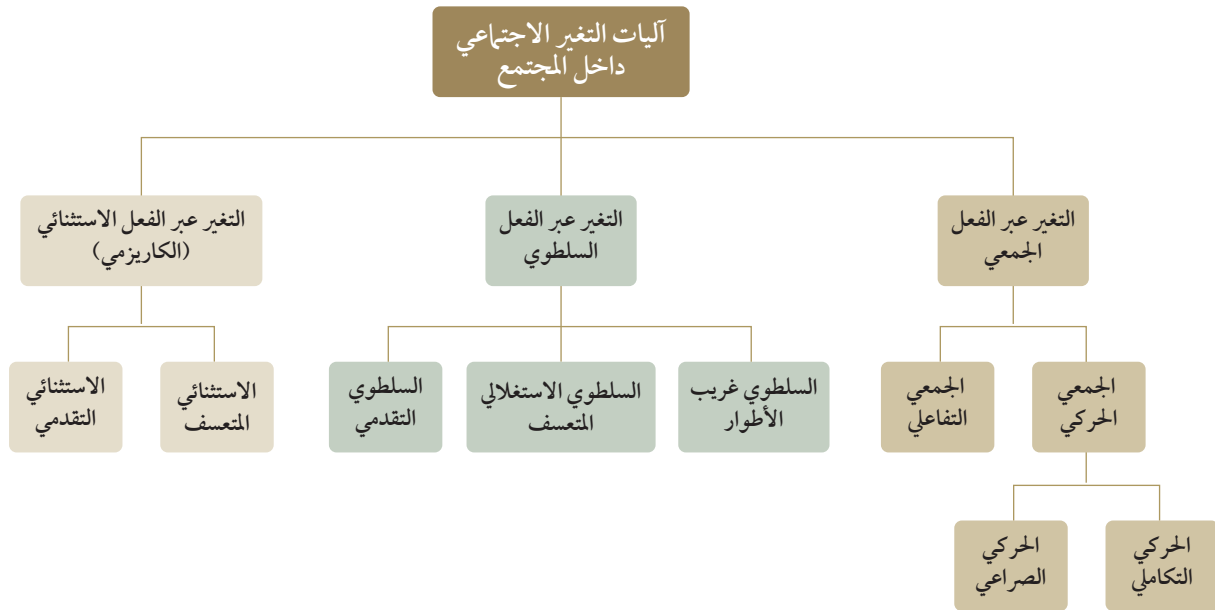 آليات التغير الاجتماعي
داخل المجتمع
التغير عبر الفعل
الجمعي
التغير عبر الفعل
السلطوي
التغير عبر الفعل الاستثنائي
(الكاريزمي)
الجمعي
الحركي
الجمعي
التفاعلي
السلطوي غريب
الأطوار
السلطوي الاستغلالي
المتعسف
السلطوي
التقدمي
الاستثنائي
المتعسف
الاستثنائي
التقدمي
الحركي
التكاملي
الحركي
الصراعي